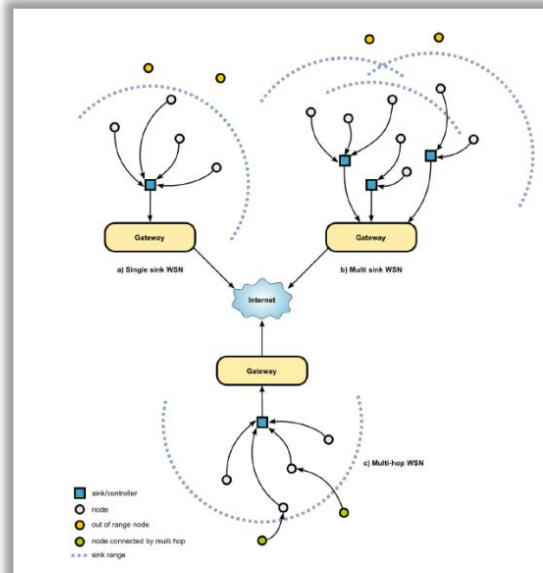 Gateway
Gateway
a) Single sink WSN
b) Multi sink WSN
Internet
Gateway
c) Multi-hop WSN
sink/controller
node
out of range node
node connected by multi hop
sink range